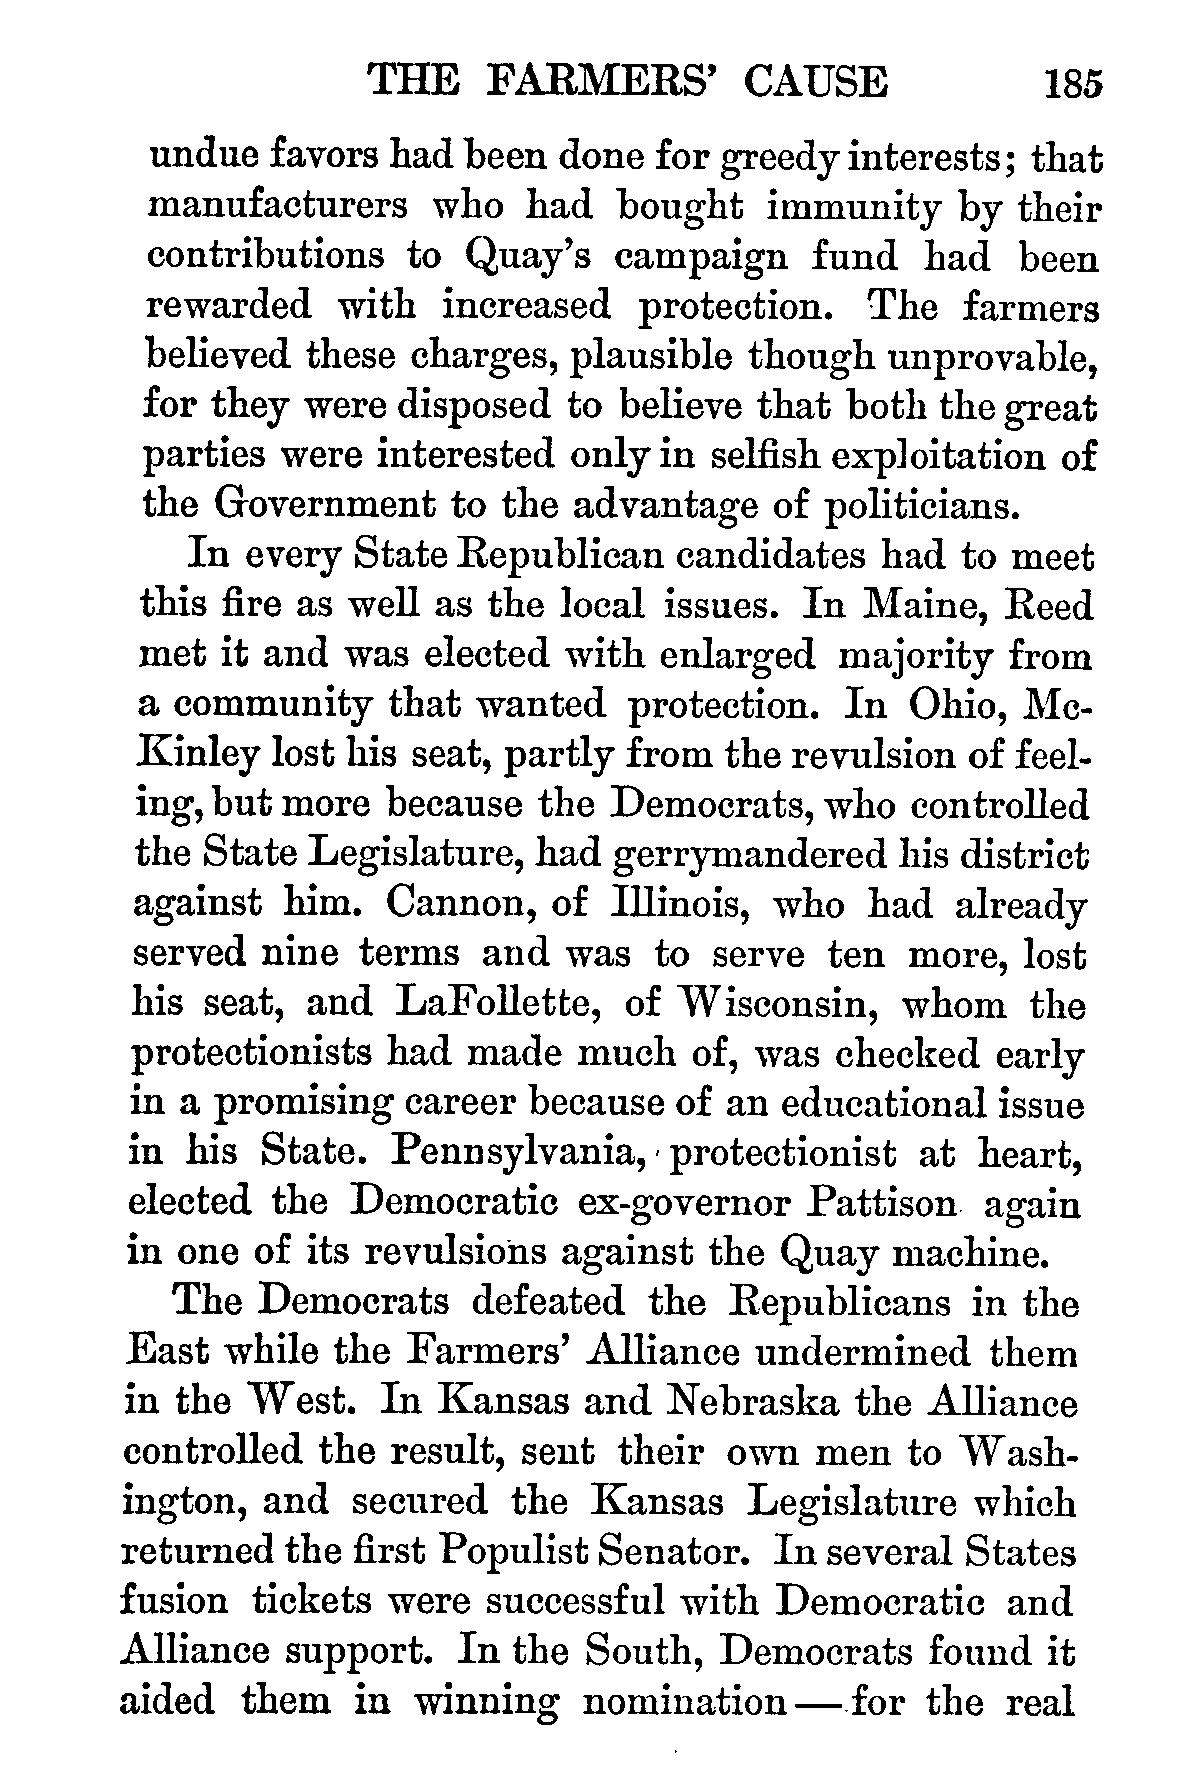 THE FARMERS' CAUSE 185
undue favors had been done for greedy interests; that
manufacturers who had bought immunity by their
contributions to Quay's campaign fund had been
rewarded with increased protection. The farmers
believed these charges, plausible though unprovable,
for they were disposed to believe that both the great
parties were interested only in selfish exploitation of
the Government to the advantage of politicians.
In every State Republican candidates had to meet
this fire as well as the local issues. In Maine, Reed
met it and was elected with enlarged majority from
a community that wanted protection. In Ohio, Mc-
Kinley lost his seat, partly from the revulsion of feel-
ing, but more because the Democrats, who controlled
the State Legislature, had gerrymandered his district
against him. Cannon, of Illinois, who had already
served nine terms and was to serve ten more, lost
his seat, and LaFollette, of Wisconsin, whom the
protectionists had made much of, was checked early
in a promising career because of an educational issue
in his State. Pennsylvania, protectionist at heart,
elected the Democratic ex-governor Pattison again
in one of its revulsions against the Quay machine.
The Democrats defeated the Republicans in the
East while the Farmers' Alliance undermined them
in the West. In Kansas and Nebraska the Alliance
controlled the result, sent their own men to Wash-
ington, and secured the Kansas Legislature which
returned the first Populist Senator. In several States
fusion tickets were successful with Democratic and
Alliance support. In the South, Democrats found it
aided them in winning nomination — for the real